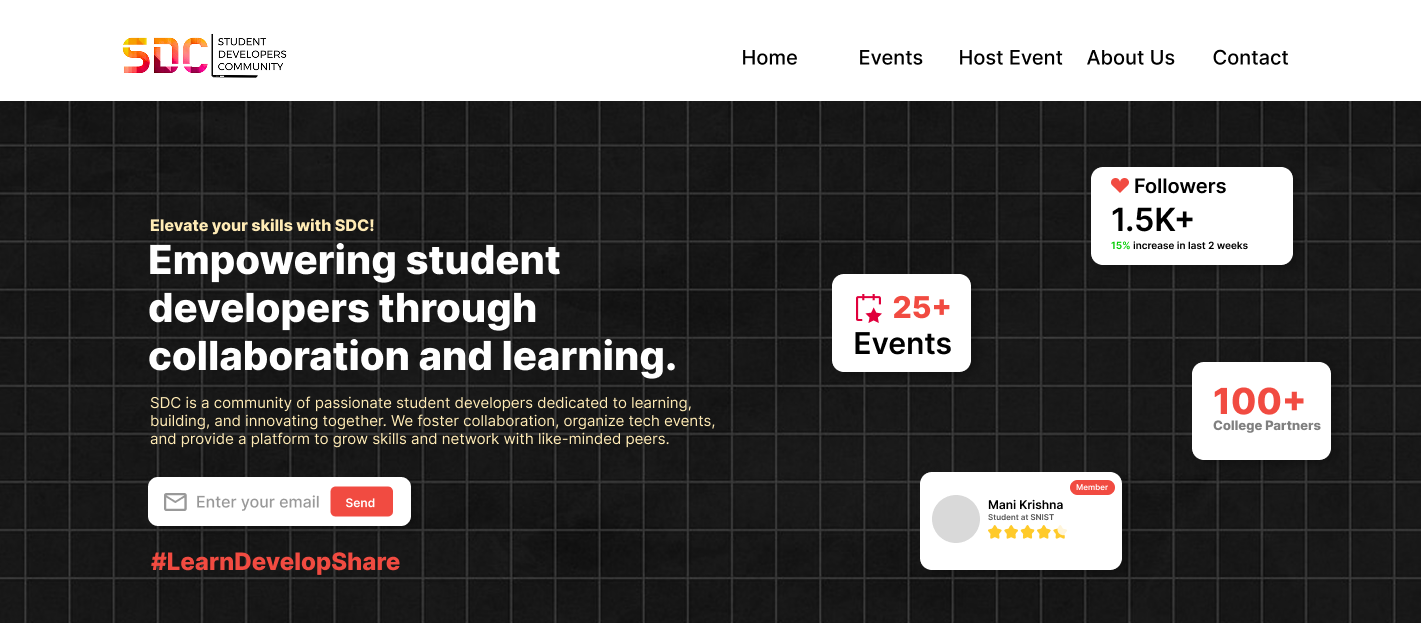 SDC
STUDENT
DEVELOPERS
COMMUNITY
Home Events Host Event About Us Contact
Elevate your skills with SDC!
Empowering student
developers through
collaboration and learning.
SDC is a community of passionate student developers dedicated to learning,
building, and innovating together. We foster collaboration, organize tech events,
and provide a platform to grow skills and network with like-minded peers.
Enter your email Send
#LearnDevelopShare
Followers
1.5K+
15% increase in last 2 weeks
25+
Events
100+
College Partners
Member
Mani Krishna
Student at SNIST